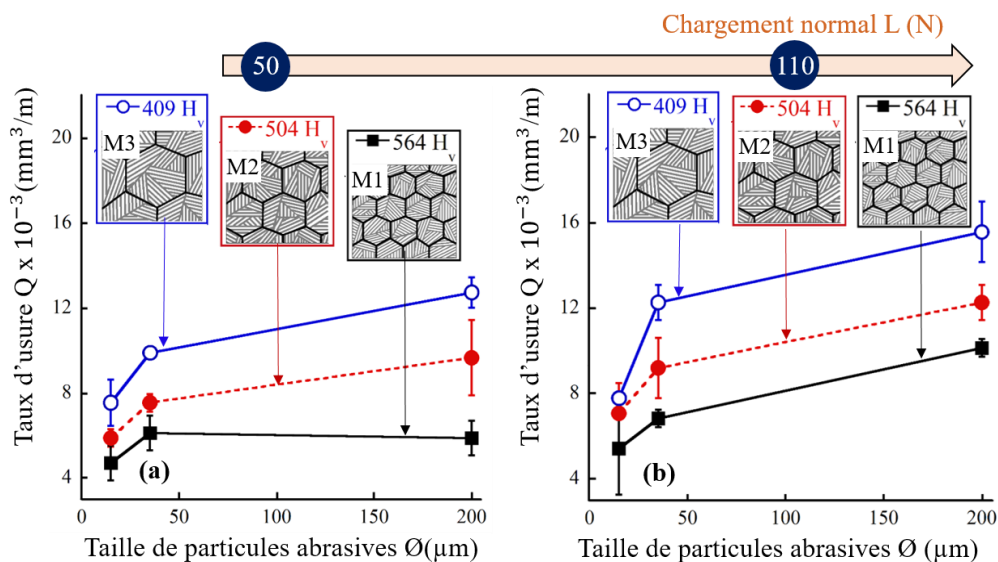 Chargement normal L (N)
50
110
Taux d'usure Q x 10⁻³ (mm³/m)
20
16
12
8
4
409 Hᵥ
M3
504 Hᵥ
M2
564 Hᵥ
M1
(a)
0
50
100
150
200
Taille de particules abrasives Ø(µm)
Taux d'usure Q x 10⁻³ (mm³/m)
20
16
12
8
4
409 Hᵥ
M3
504 Hᵥ
M2
564 Hᵥ
M1
(b)
0
50
100
150
200
Taille de particules abrasives Ø (µm)